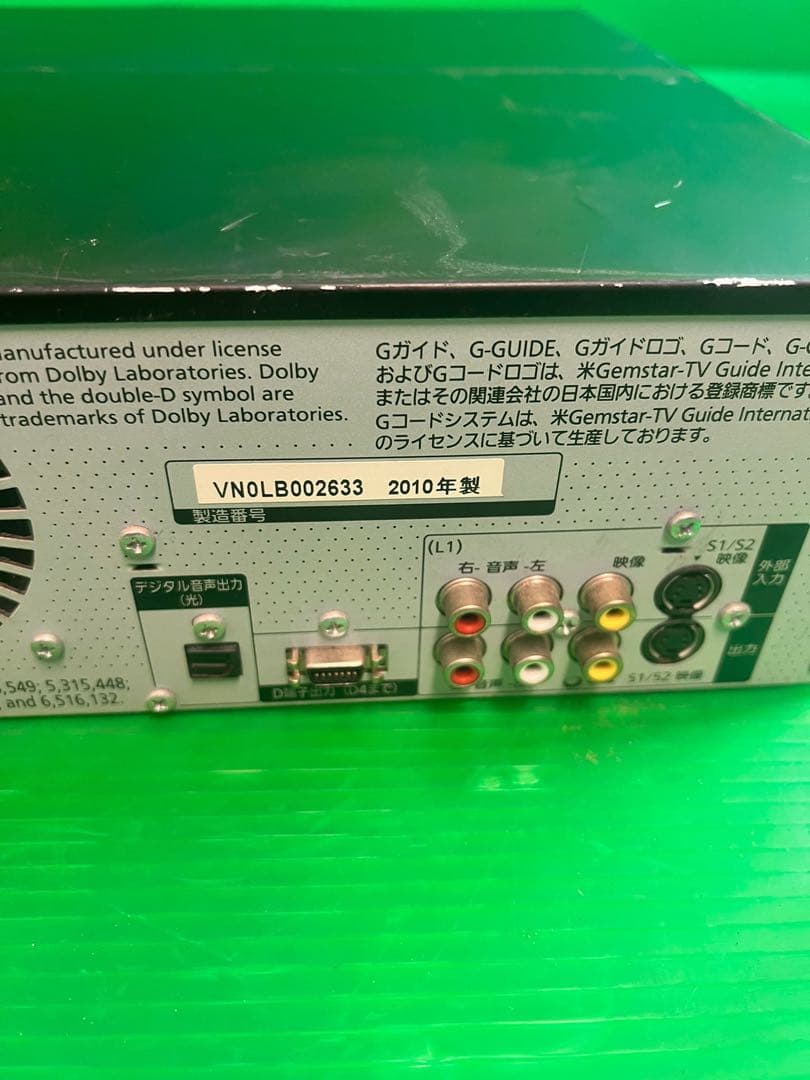 anufactured under license
rom Dolby Laboratories. Dolby
and the double-D symbol are
trademarks of Dolby Laboratories.
Gガイド、G-GUIDE、Gガイドロゴ、Gコード、G-
およびGコードロゴは、米Gemstar-TV Guide Inte
またはその関連会社の日本国内における登録商標です
Gコードシステムは、米Gemstar-TV Guide Internat
のライセンスに基づいて生産しております。
VN0LB002633 2010年製
製造番号
(L1)
右-音声-左
映像
S1/S2
映像
外部
入力
デジタル音声出力
(光)
D端子出力(D4まで)
音声
S1/S2 映像
出力
,549; 5,315,448;
, and 6,516,132.